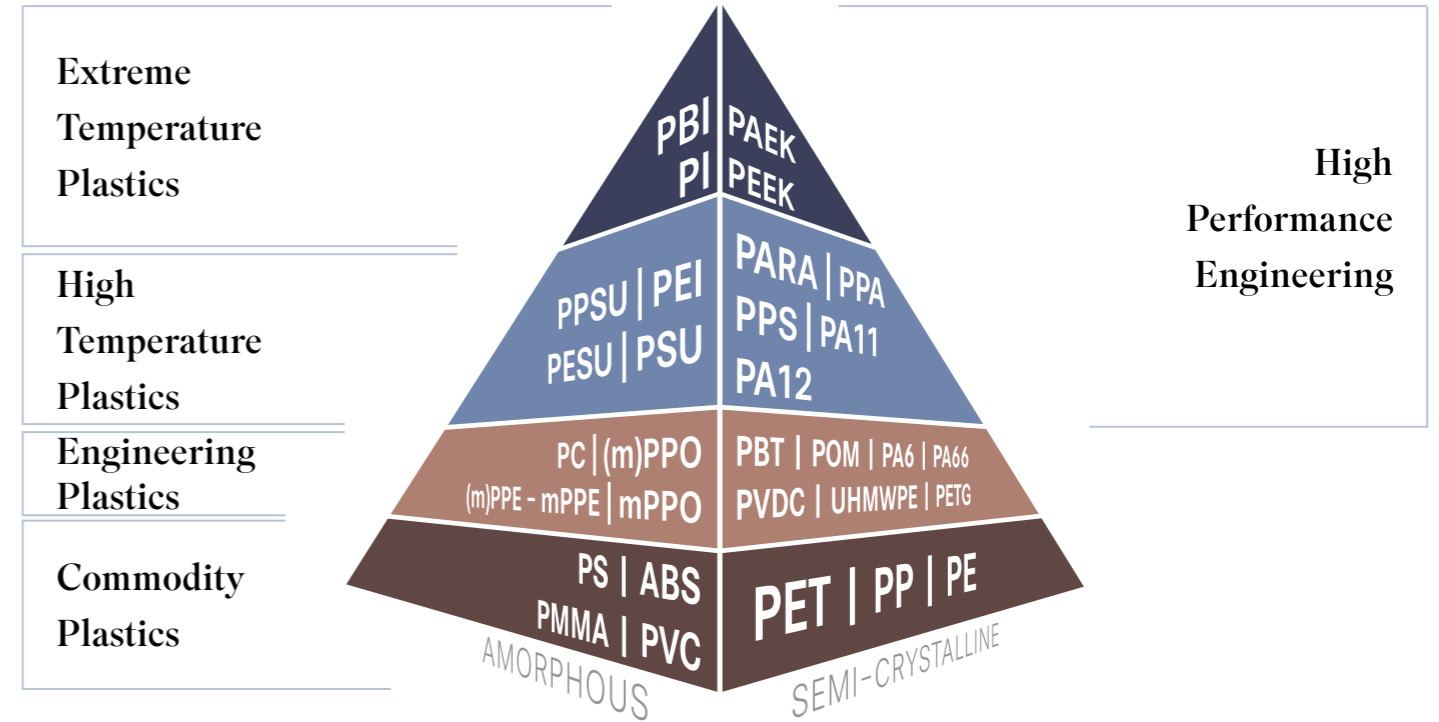 Extreme
Temperature
Plastics
High
Temperature
Plastics
Engineering
Plastics
Commodity
Plastics
PBI
PI
PAEK
PEEK
PPSU | PEI
PESU | PSU
PARA | PPA
PPS | PA11
PA12
PC | (m)PPO
(m)PPE - mPPE | mPPO
PBT | POM | PA6 | PA66
PVDC | UHMWPE | PETG
PS | ABS
PMMA | PVC
PET | PP | PE
AMORPHOUS
SEMI-CRYSTALLINE
High
Performance
Engineering